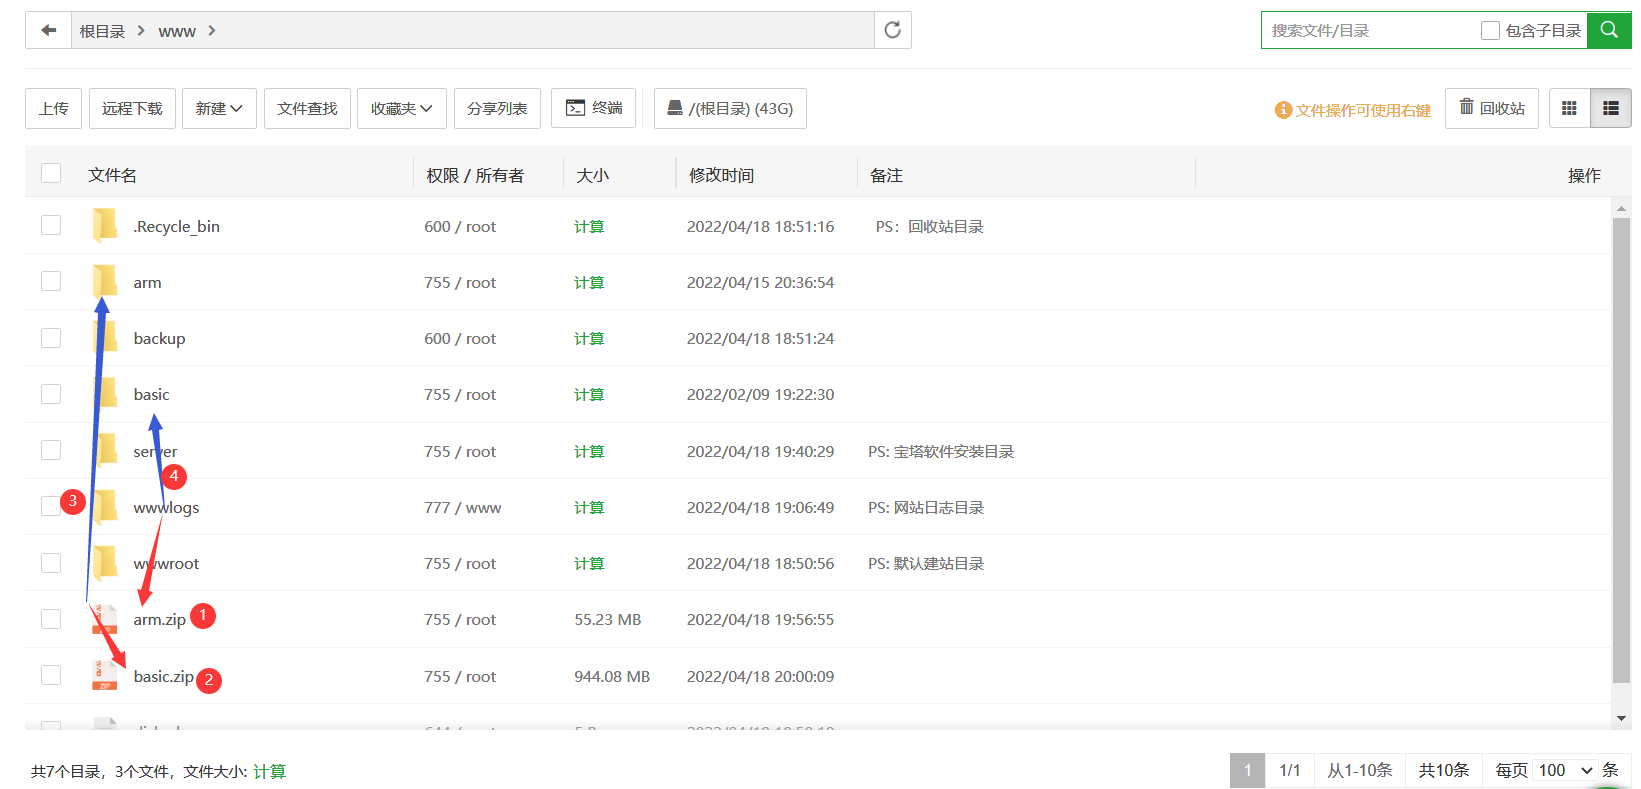 根目录 > www >
搜索文件/目录 包含子目录
上传 远程下载 新建 文件查找 收藏夹 分享列表 终端 /(根目录) (43G) 文件操作可使用右键 回收站
文件名 权限 / 所有者 大小 修改时间 备注 操作
.Recycle_bin 600 / root 计算 2022/04/18 18:51:16 PS：回收站目录
arm 755 / root 计算 2022/04/15 20:36:54
backup 600 / root 计算 2022/04/18 18:51:24
basic 755 / root 计算 2022/02/09 19:22:30
server 755 / root 计算 2022/04/18 19:40:29 PS: 宝塔软件安装目录
4
3 wwwlogs 777 / www 计算 2022/04/18 19:06:49 PS: 网站日志目录
wwwroot 755 / root 计算 2022/04/18 18:50:56 PS: 默认建站目录
arm.zip 1 755 / root 55.23 MB 2022/04/18 19:56:55
basic.zip 2 755 / root 944.08 MB 2022/04/18 20:00:09
共7个目录，3个文件，文件大小: 计算 1 1/1 从1-10条 共10条 每页 100 条